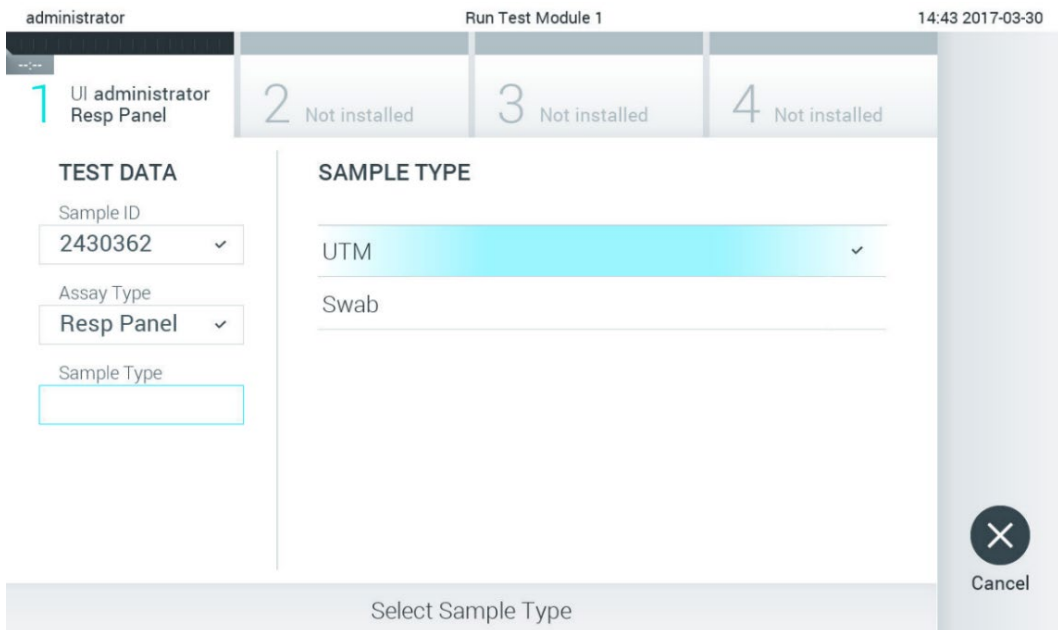 administrator Run Test Module 1 14:43 2017-03-30
--:--
1 UI administrator
Resp Panel
2 Not installed
3 Not installed
4 Not installed
TEST DATA
Sample ID
2430362
Assay Type
Resp Panel
Sample Type
SAMPLE TYPE
UTM
Swab
Cancel
Select Sample Type